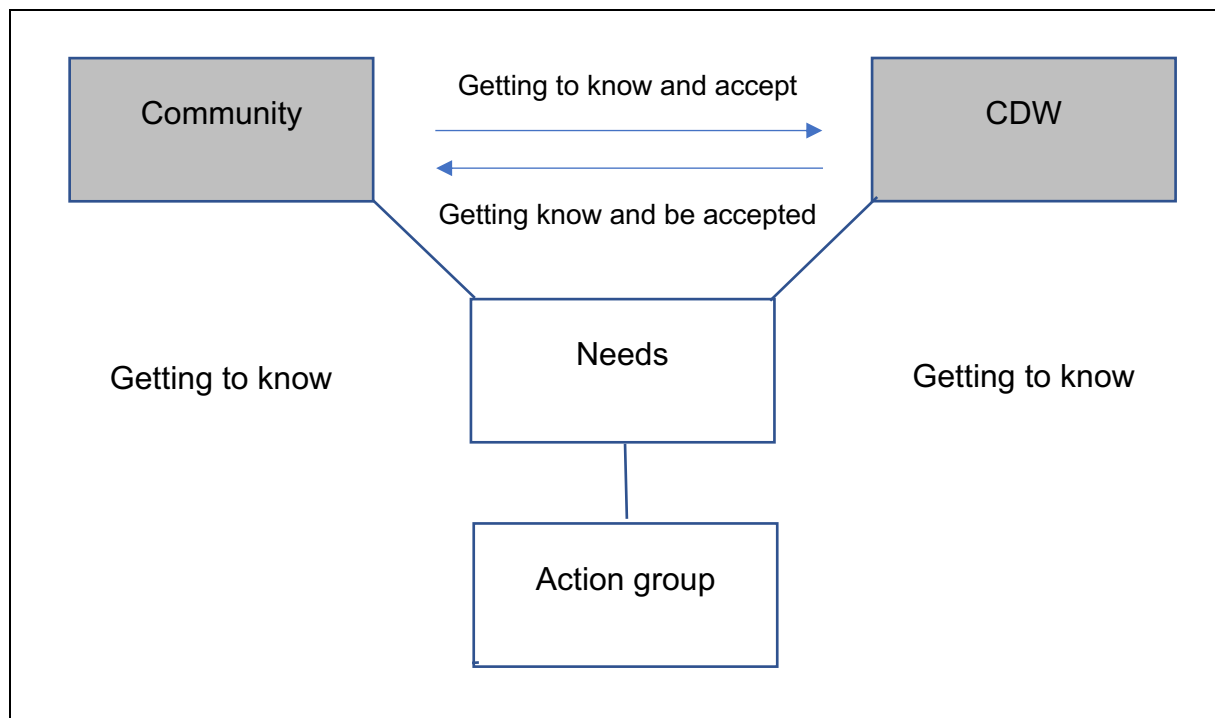 Community
Getting to know and accept
CDW
Getting know and be accepted
Needs
Getting to know
Getting to know
Action group